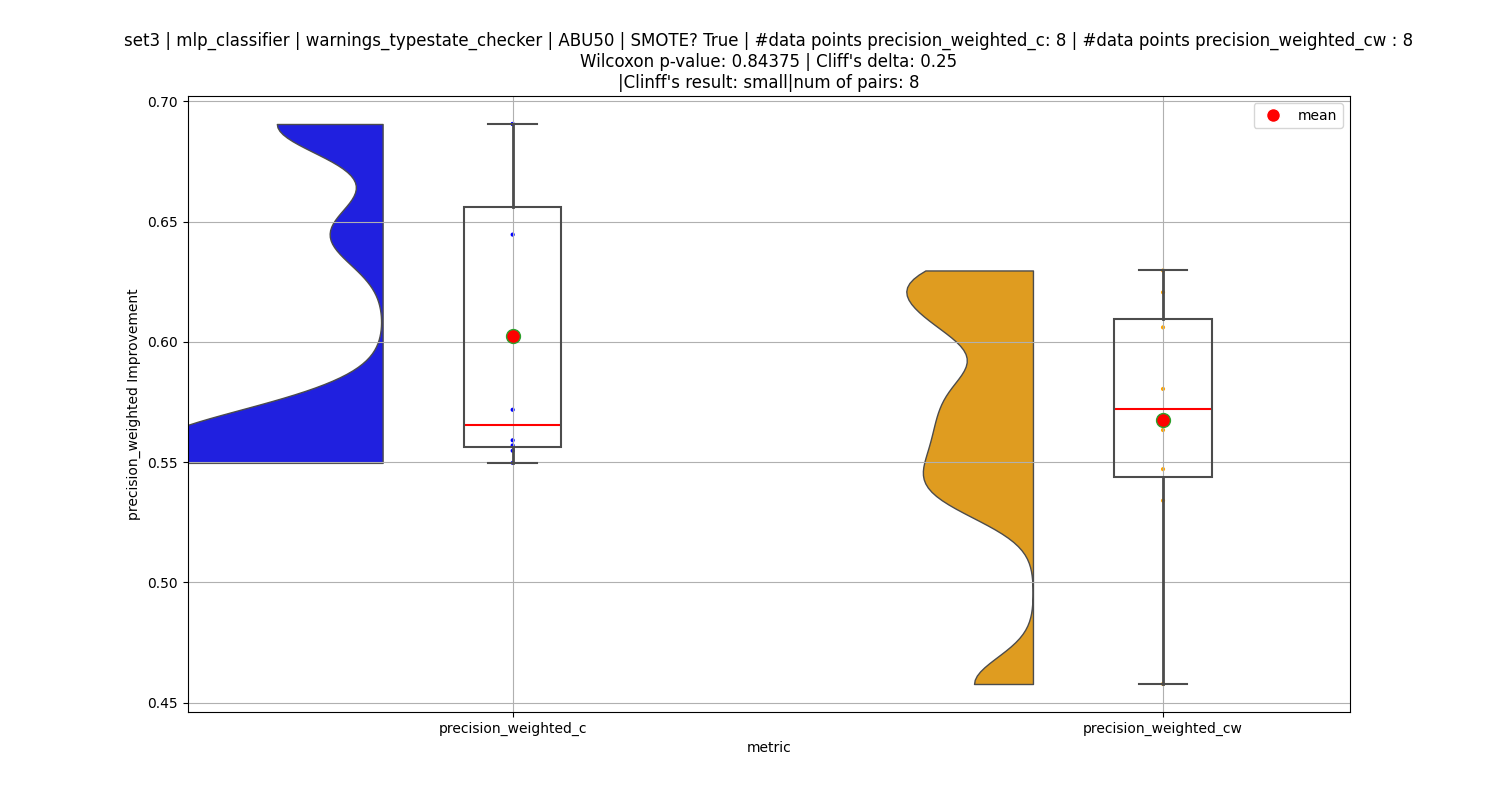 set3 | mlp_classifier | warnings_typestate_checker | ABU50 | SMOTE? True | #data points precision_weighted_c: 8 | #data points precision_weighted_cw : 8
Wilcoxon p-value: 0.84375 | Cliff's delta: 0.25
|Clinff's result: small|num of pairs: 8
mean
0.70
0.65
0.60
0.55
0.50
0.45
precision_weighted Improvement
precision_weighted_c
precision_weighted_cw
metric